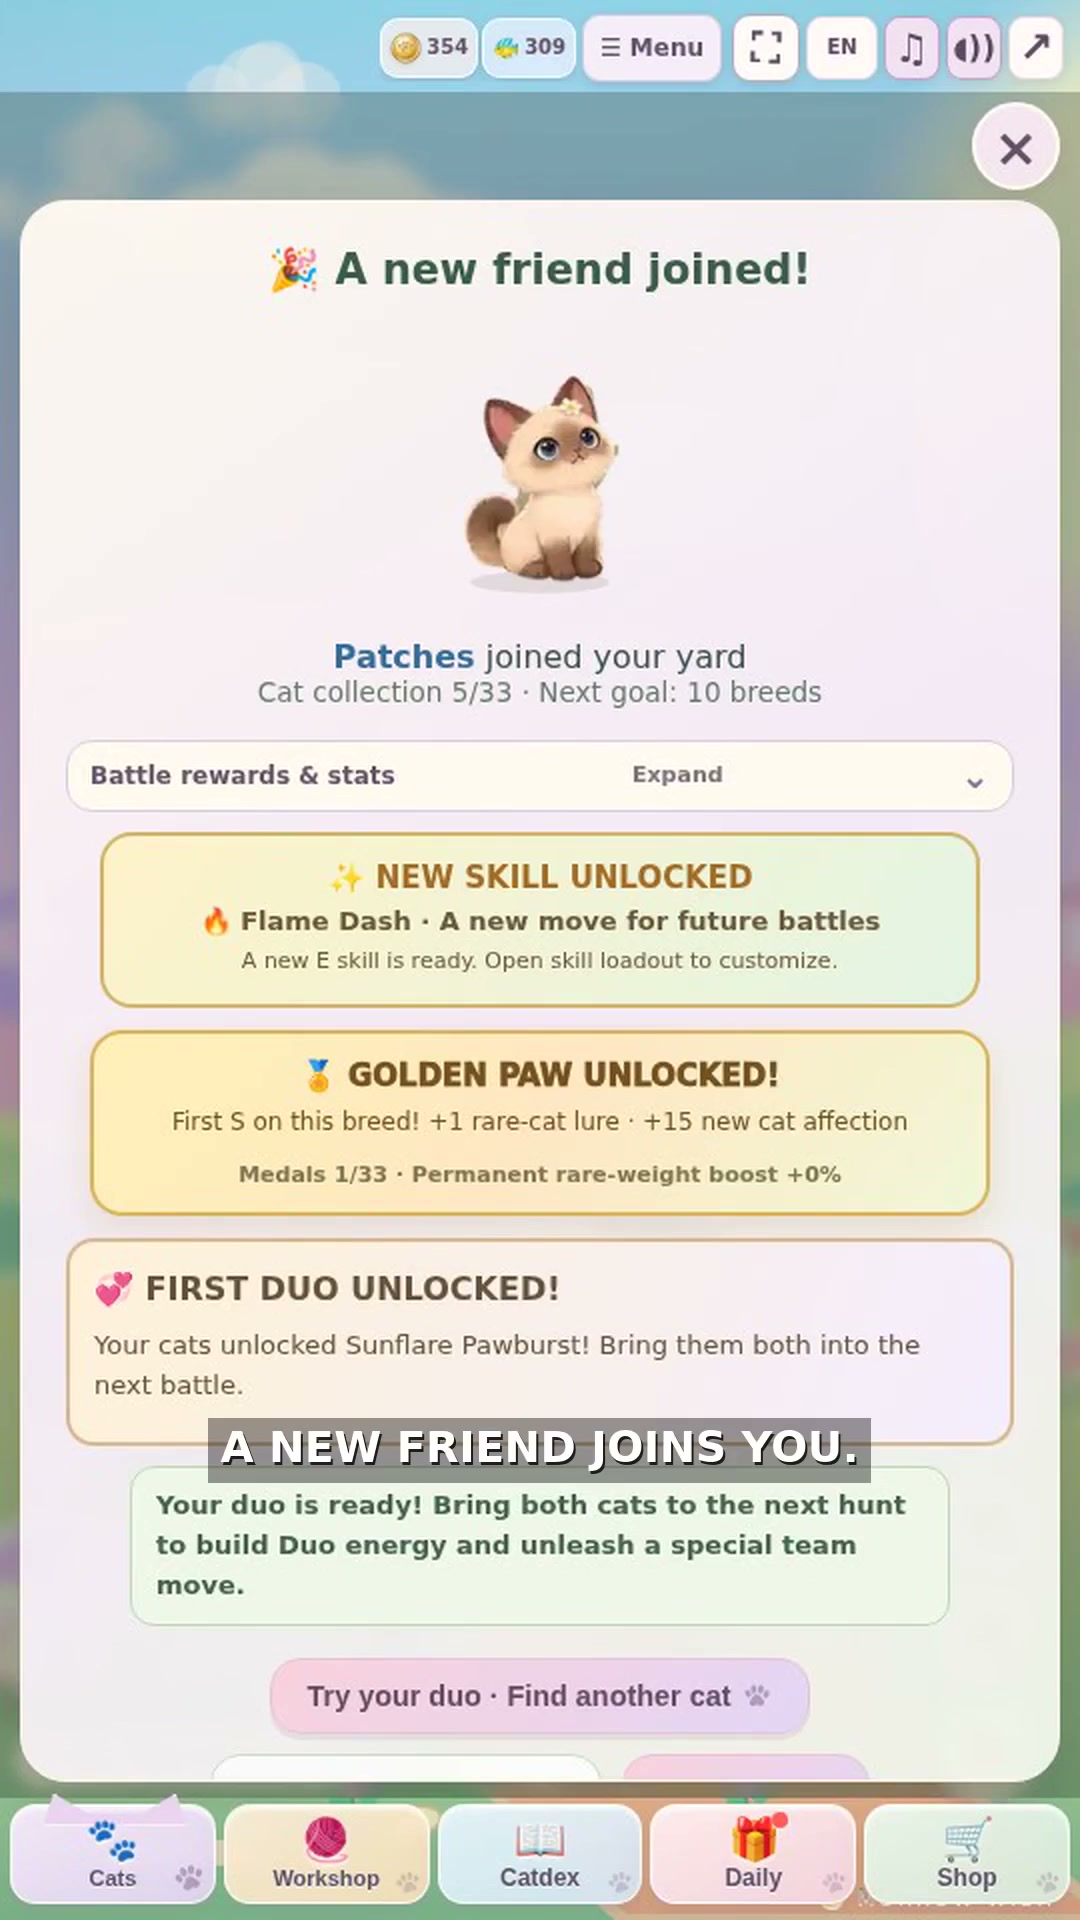 354
309
☰ Menu
EN
🎉 A new friend joined!
Patches joined your yard
Cat collection 5/33 · Next goal: 10 breeds
Battle rewards & stats
Expand
✨ NEW SKILL UNLOCKED
🔥 Flame Dash · A new move for future battles
A new E skill is ready. Open skill loadout to customize.
🏅 GOLDEN PAW UNLOCKED!
First S on this breed! +1 rare-cat lure · +15 new cat affection
Medals 1/33 · Permanent rare-weight boost +0%
💞 FIRST DUO UNLOCKED!
Your cats unlocked Sunflare Pawburst! Bring them both into the
next battle.
A NEW FRIEND JOINS YOU.
Your duo is ready! Bring both cats to the next hunt
to build Duo energy and unleash a special team
move.
Try your duo · Find another cat 🐾
Cats
Workshop
Catdex
Daily
Shop